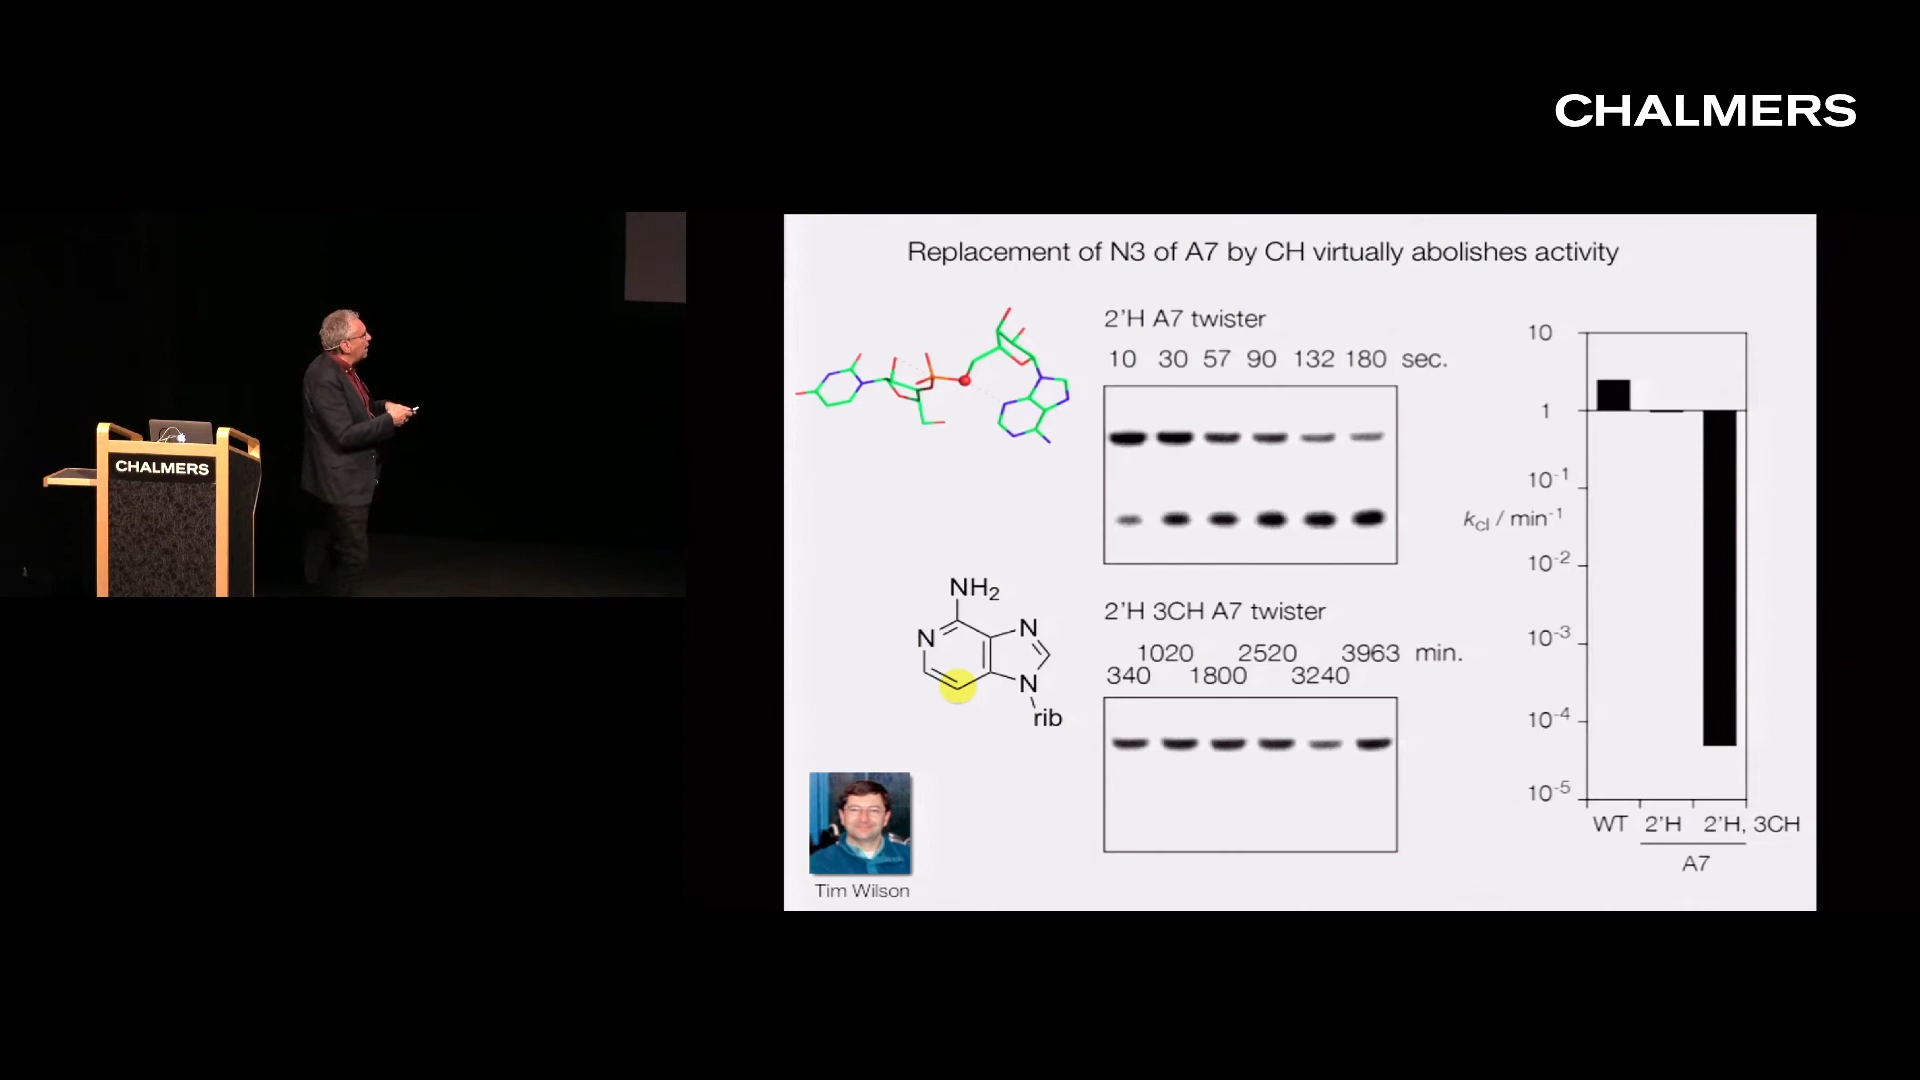 CHALMERS
CHALMERS
Replacement of N3 of A7 by CH virtually abolishes activity
2'H A7 twister
10 30 57 90 132 180 sec.
NH2
N
N
N
rib
2'H 3CH A7 twister
1020 2520 3963 min.
340 1800 3240
Tim Wilson
10
1
10-1
kcl / min-1
10-2
10-3
10-4
10-5
WT 2'H 2'H, 3CH
A7